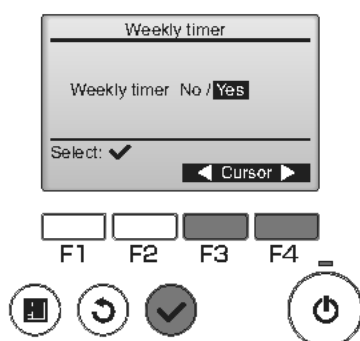 Weekly timer
Weekly timer No / Yes
Select: ✔
◀ Cursor ▶
F1 F2 F3 F4